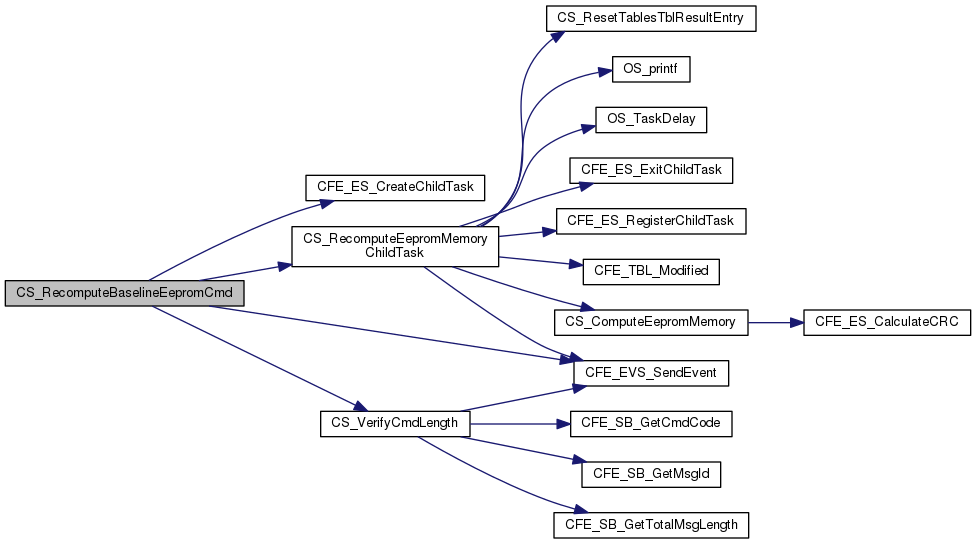 CS_ResetTablesTblResultEntry
OS_printf
OS_TaskDelay
CFE_ES_ExitChildTask
CFE_ES_CreateChildTask
CFE_ES_RegisterChildTask
CS_RecomputeEepromMemory
ChildTask
CFE_TBL_Modified
CS_RecomputeBaselineEepromCmd
CS_ComputeEepromMemory
CFE_ES_CalculateCRC
CFE_EVS_SendEvent
CS_VerifyCmdLength
CFE_SB_GetCmdCode
CFE_SB_GetMsgId
CFE_SB_GetTotalMsgLength